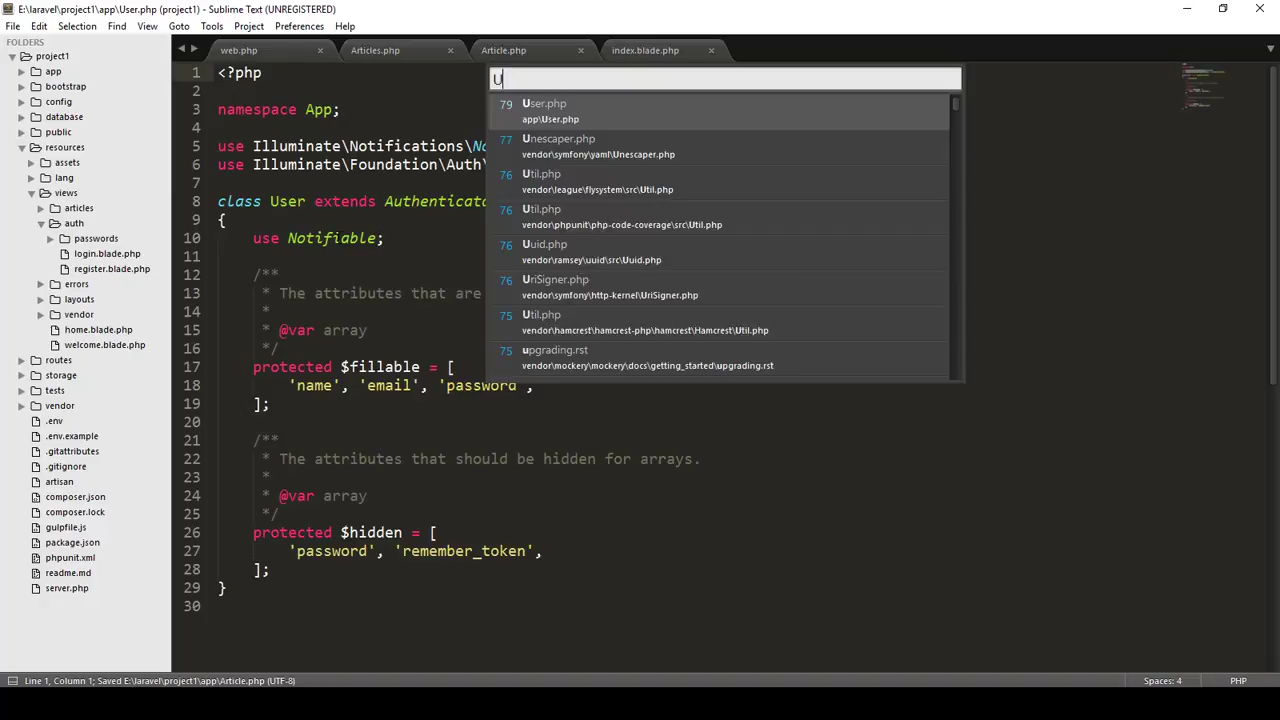 E:\laravel\project1\app\User.php (project1) - Sublime Text (UNREGISTERED)
File Edit Selection Find View Goto Tools Project Preferences Help
FOLDERS
project1
app
bootstrap
config
database
public
resources
assets
lang
views
articles
auth
passwords
login.blade.php
register.blade.php
errors
layouts
vendor
home.blade.php
welcome.blade.php
routes
storage
tests
vendor
.env
.env.example
.gitattributes
.gitignore
artisan
composer.json
composer.lock
gulpfile.js
package.json
phpunit.xml
readme.md
server.php
web.php Articles.php Article.php index.blade.php
1 <?php
2
3 namespace App;
4
5 use Illuminate\Notifications\No
6 use Illuminate\Foundation\Auth\
7
8 class User extends Authenticat
9 {
10 use Notifiable;
11
12 /**
13 * The attributes that are
14 *
15 * @var array
16 */
17 protected $fillable = [
18 'name', 'email', 'password',
19 ];
20
21 /**
22 * The attributes that should be hidden for arrays.
23 *
24 * @var array
25 */
26 protected $hidden = [
27 'password', 'remember_token',
28 ];
29 }
30
U
79 User.php
app\User.php
77 Unescaper.php
vendor\symfony\yaml\Unescaper.php
76 Util.php
vendor\league\flysystem\src\Util.php
76 Util.php
vendor\phpunit\php-code-coverage\src\Util.php
76 Uuid.php
vendor\ramsey\uuid\src\Uuid.php
76 UriSigner.php
vendor\symfony\http-kernel\UriSigner.php
75 Util.php
vendor\hamcrest\hamcrest-php\hamcrest\Hamcrest\Util.php
75 upgrading.rst
vendor\mockery\mockery\docs\getting_started\upgrading.rst
Line 1, Column 1; Saved E:\laravel\project1\app\Article.php (UTF-8) Spaces: 4 PHP